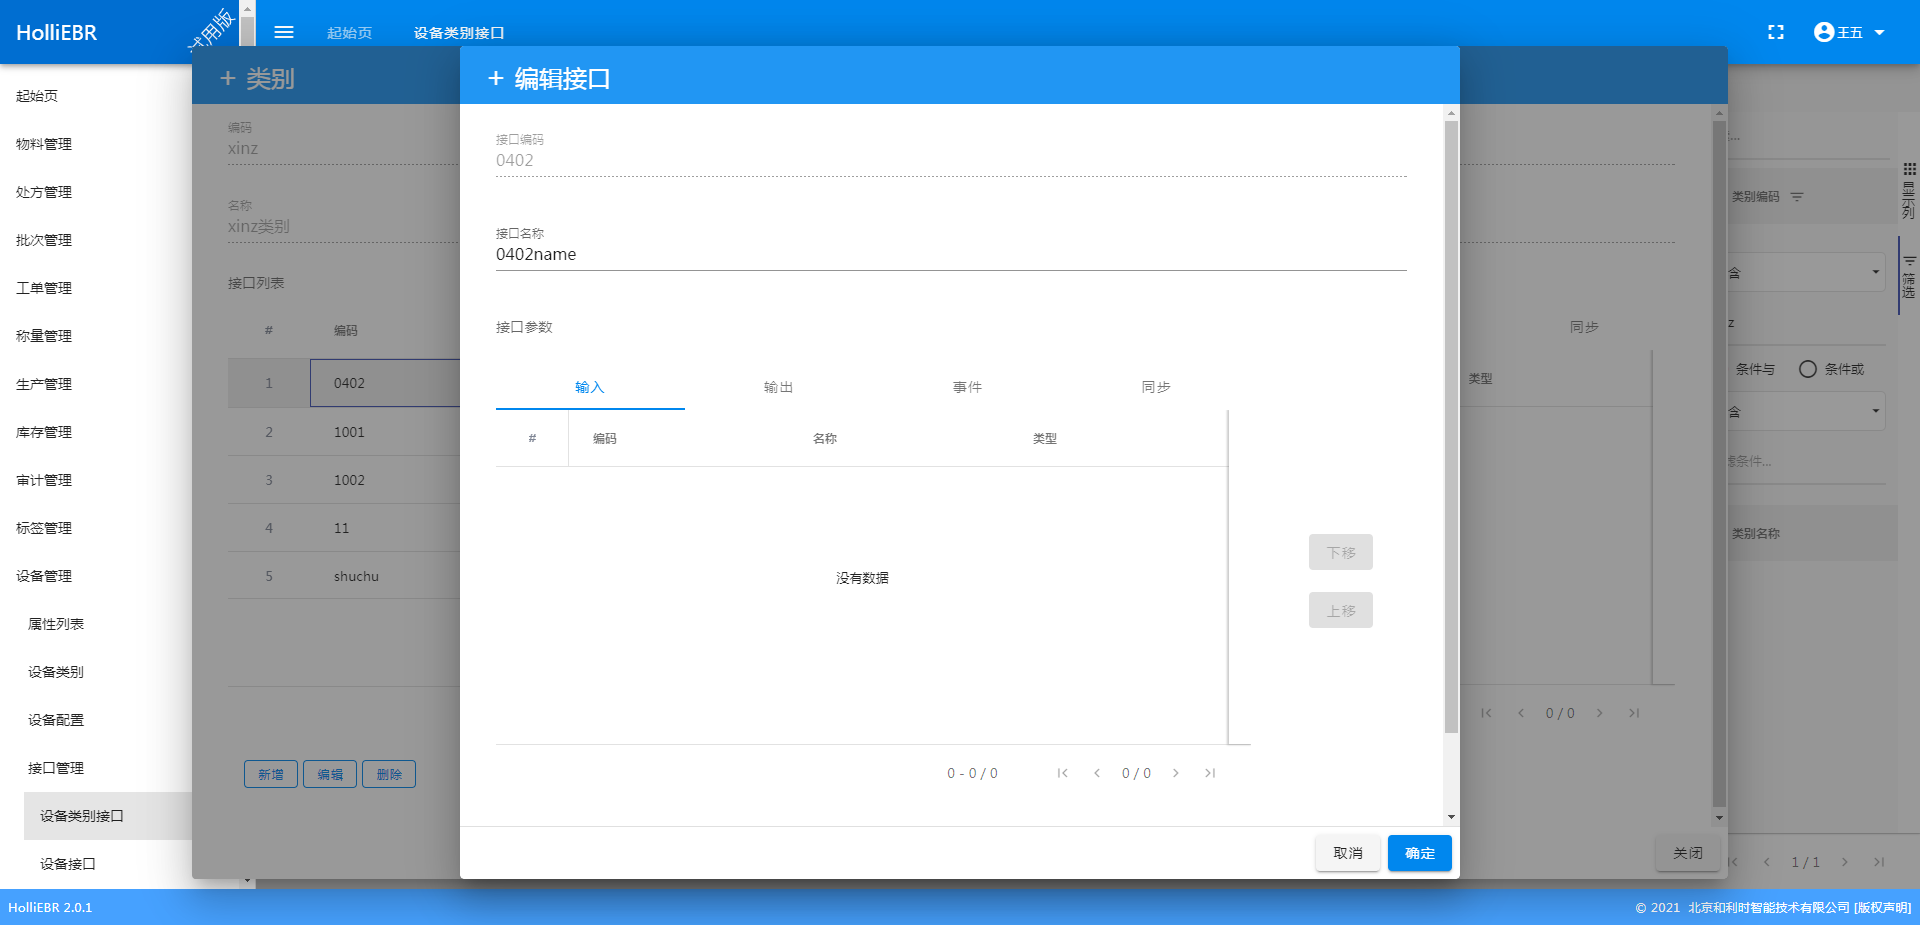 HolliEBR
试用版
起始页
设备类别接口
王五
起始页
物料管理
处方管理
批次管理
工单管理
称量管理
生产管理
库存管理
审计管理
标签管理
设备管理
属性列表
设备类别
设备配置
接口管理
设备类别接口
设备接口
+ 类别
编码
xinz
名称
xinz类别
接口列表
# 编码
1 0402
2 1001
3 1002
4 11
5 shuchu
新增 编辑 删除
+ 编辑接口
接口编码
0402
接口名称
0402name
接口参数
输入 输出 事件 同步
# 编码 名称 类型
没有数据
下移
上移
0 - 0 / 0
0 / 0
取消 确定
同步
类型
0 / 0
关闭
类别编码
含
z
条件与 条件或
含
滤条件...
类别名称
1 / 1
显示列
筛选
HolliEBR 2.0.1
© 2021 北京和利时智能技术有限公司 [版权声明]